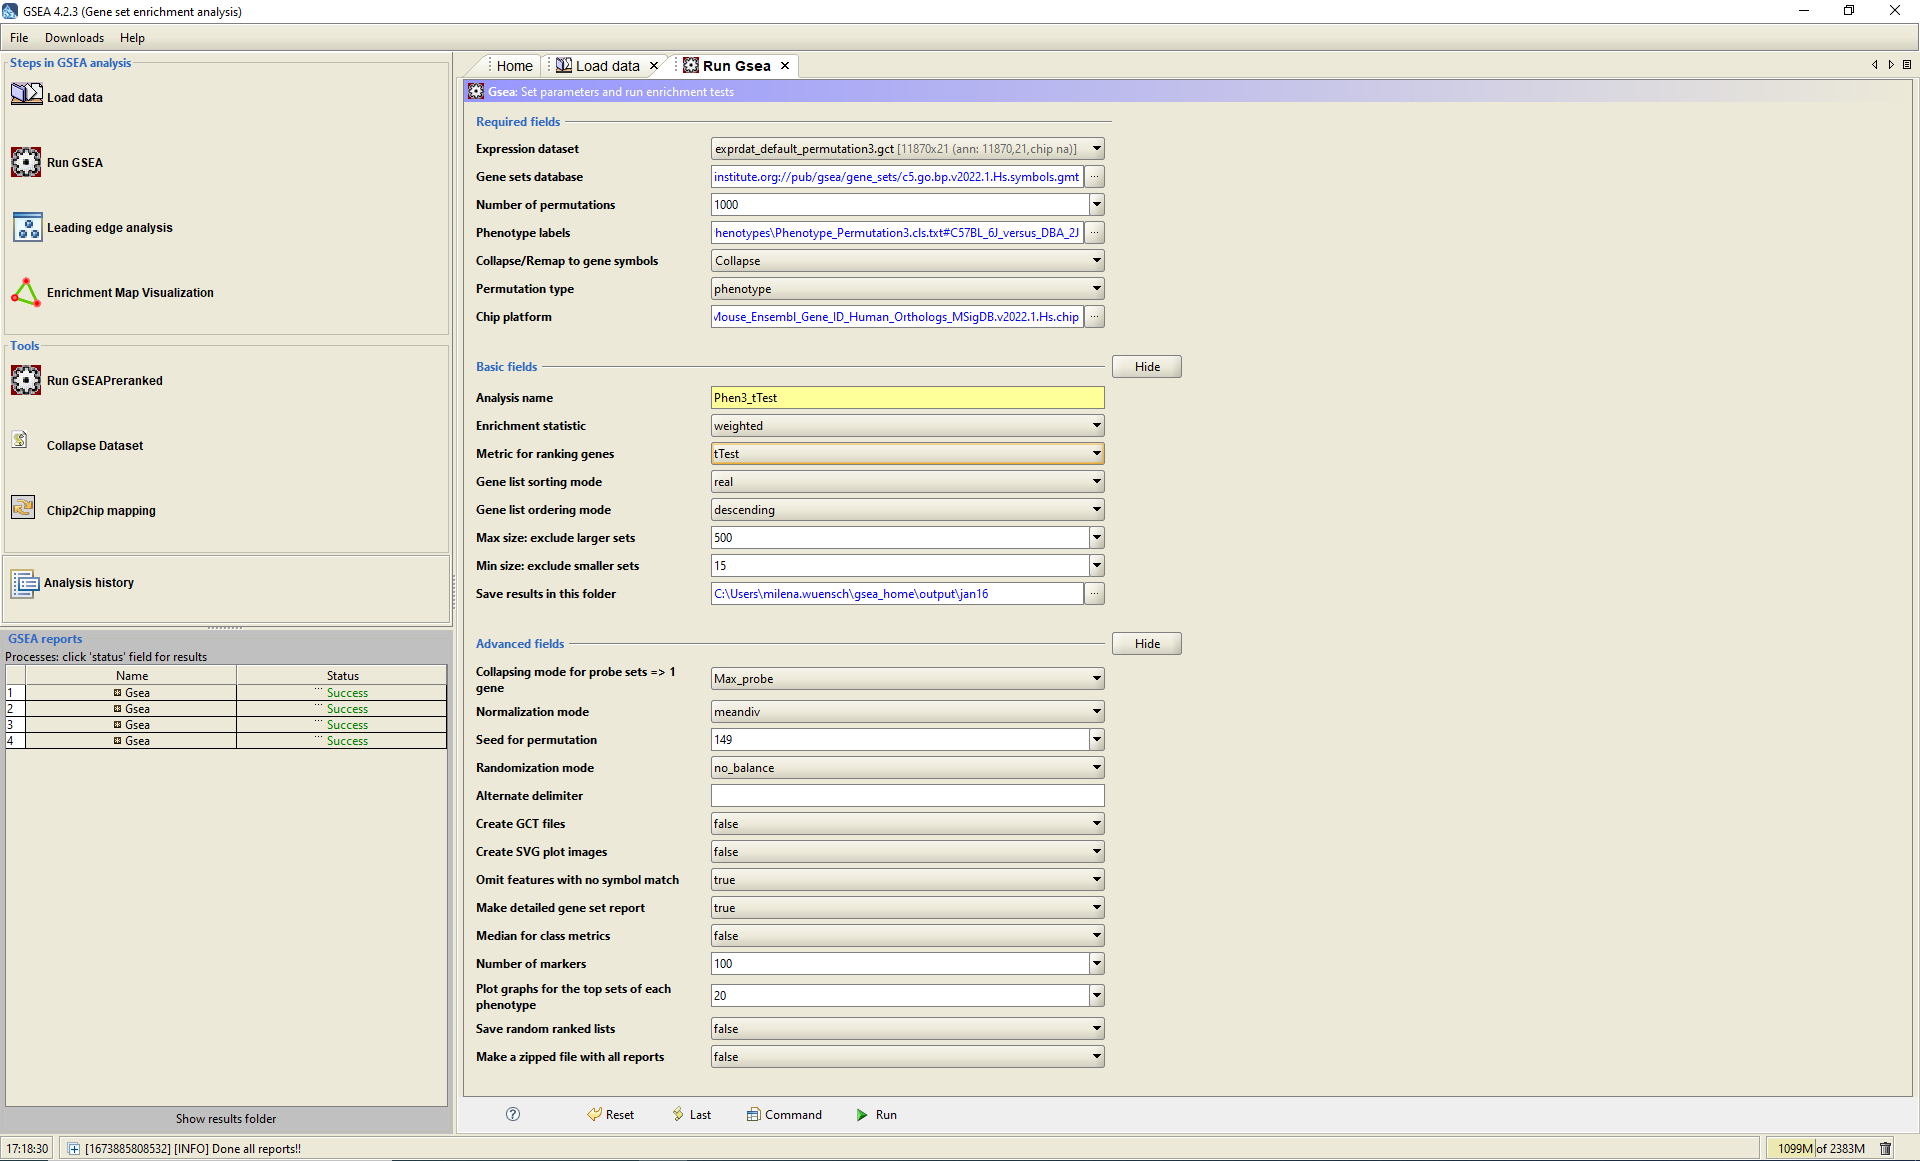 GSEA 4.2.3 (Gene set enrichment analysis)
File Downloads Help
Steps in GSEA analysis
Load data
Run GSEA
Leading edge analysis
Enrichment Map Visualization
Tools
Run GSEAPreranked
Collapse Dataset
Chip2Chip mapping
Analysis history
GSEA reports
Processes: click 'status' field for results
Name Status
1 Gsea ... Success
2 Gsea ... Success
3 Gsea ... Success
4 Gsea ... Success
Show results folder
Home Load data Run Gsea
Gsea: Set parameters and run enrichment tests
Required fields
Expression dataset exprdat_default_permutation3.gct [11870x21 (ann: 11870,21,chip na)]
Gene sets database institute.org://pub/gsea/gene_sets/c5.go.bp.v2022.1.Hs.symbols.gmt ...
Number of permutations 1000
Phenotype labels henotypes\Phenotype_Permutation3.cls.txt#C57BL_6J_versus_DBA_2J ...
Collapse/Remap to gene symbols Collapse
Permutation type phenotype
Chip platform Mouse_Ensembl_Gene_ID_Human_Orthologs_MSigDB.v2022.1.Hs.chip ...
Basic fields Hide
Analysis name Phen3_tTest
Enrichment statistic weighted
Metric for ranking genes tTest
Gene list sorting mode real
Gene list ordering mode descending
Max size: exclude larger sets 500
Min size: exclude smaller sets 15
Save results in this folder C:\Users\milena.wuensch\gsea_home\output\jan16 ...
Advanced fields Hide
Collapsing mode for probe sets => 1
gene Max_probe
Normalization mode meandiv
Seed for permutation 149
Randomization mode no_balance
Alternate delimiter
Create GCT files false
Create SVG plot images false
Omit features with no symbol match true
Make detailed gene set report true
Median for class metrics false
Number of markers 100
Plot graphs for the top sets of each
phenotype 20
Save random ranked lists false
Make a zipped file with all reports false
? Reset Last Command Run
17:18:30 [1673885808532] [INFO] Done all reports!! 1099M of 2383M